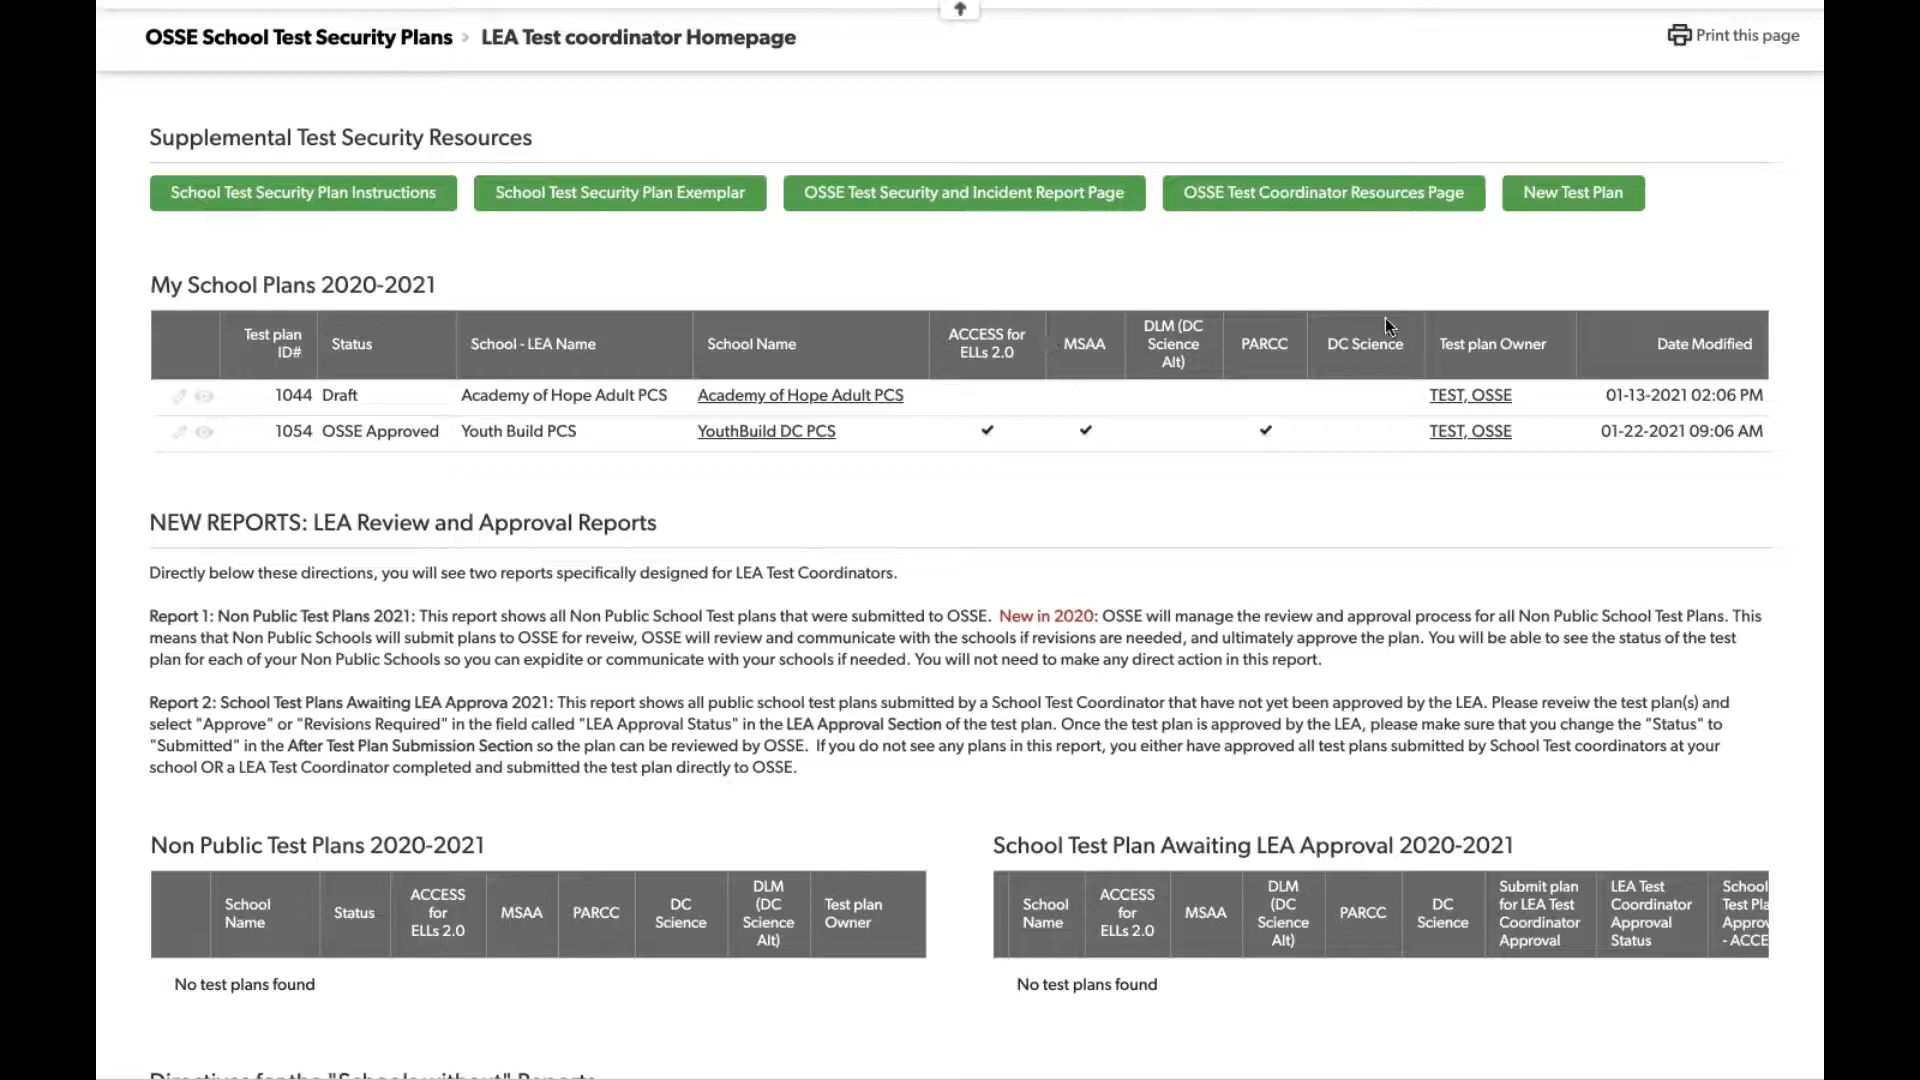 OSSE School Test Security Plans > LEA Test coordinator Homepage
Print this page
Supplemental Test Security Resources
School Test Security Plan Instructions
School Test Security Plan Exemplar
OSSE Test Security and Incident Report Page
OSSE Test Coordinator Resources Page
New Test Plan
My School Plans 2020-2021
Test plan ID# Status School - LEA Name School Name ACCESS for ELLs 2.0 MSAA DLM (DC Science Alt) PARCC DC Science Test plan Owner Date Modified
1044 Draft Academy of Hope Adult PCS Academy of Hope Adult PCS TEST, OSSE 01-13-2021 02:06 PM
1054 OSSE Approved Youth Build PCS YouthBuild DC PCS ✓ ✓ ✓ TEST, OSSE 01-22-2021 09:06 AM
NEW REPORTS: LEA Review and Approval Reports
Directly below these directions, you will see two reports specifically designed for LEA Test Coordinators.
Report 1: Non Public Test Plans 2021: This report shows all Non Public School Test plans that were submitted to OSSE. New in 2020: OSSE will manage the review and approval process for all Non Public School Test Plans. This
means that Non Public Schools will submit plans to OSSE for reveiw, OSSE will review and communicate with the schools if revisions are needed, and ultimately approve the plan. You will be able to see the status of the test
plan for each of your Non Public Schools so you can expidite or communicate with your schools if needed. You will not need to make any direct action in this report.
Report 2: School Test Plans Awaiting LEA Approva 2021: This report shows all public school test plans submitted by a School Test Coordinator that have not yet been approved by the LEA. Please reveiw the test plan(s) and
select "Approve" or "Revisions Required" in the field called "LEA Approval Status" in the LEA Approval Section of the test plan. Once the test plan is approved by the LEA, please make sure that you change the "Status" to
"Submitted" in the After Test Plan Submission Section so the plan can be reviewed by OSSE. If you do not see any plans in this report, you either have approved all test plans submitted by School Test coordinators at your
school OR a LEA Test Coordinator completed and submitted the test plan directly to OSSE.
Non Public Test Plans 2020-2021
School Name Status ACCESS for ELLs 2.0 MSAA PARCC DC Science DLM (DC Science Alt) Test plan Owner
No test plans found
School Test Plan Awaiting LEA Approval 2020-2021
School Name ACCESS for ELLs 2.0 MSAA DLM (DC Science Alt) PARCC DC Science Submit plan for LEA Test Coordinator Approval LEA Test Coordinator Approval Status School Test Pla Approv - ACCE
No test plans found
Directives for the "Schools without" Reports